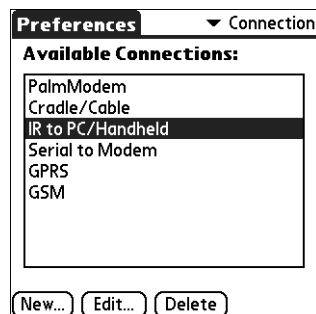 Preferences Connection
Available Connections:
PalmModem
Cradle/Cable
IR to PC/Handheld
Serial to Modem
GPRS
GSM
New... Edit... Delete